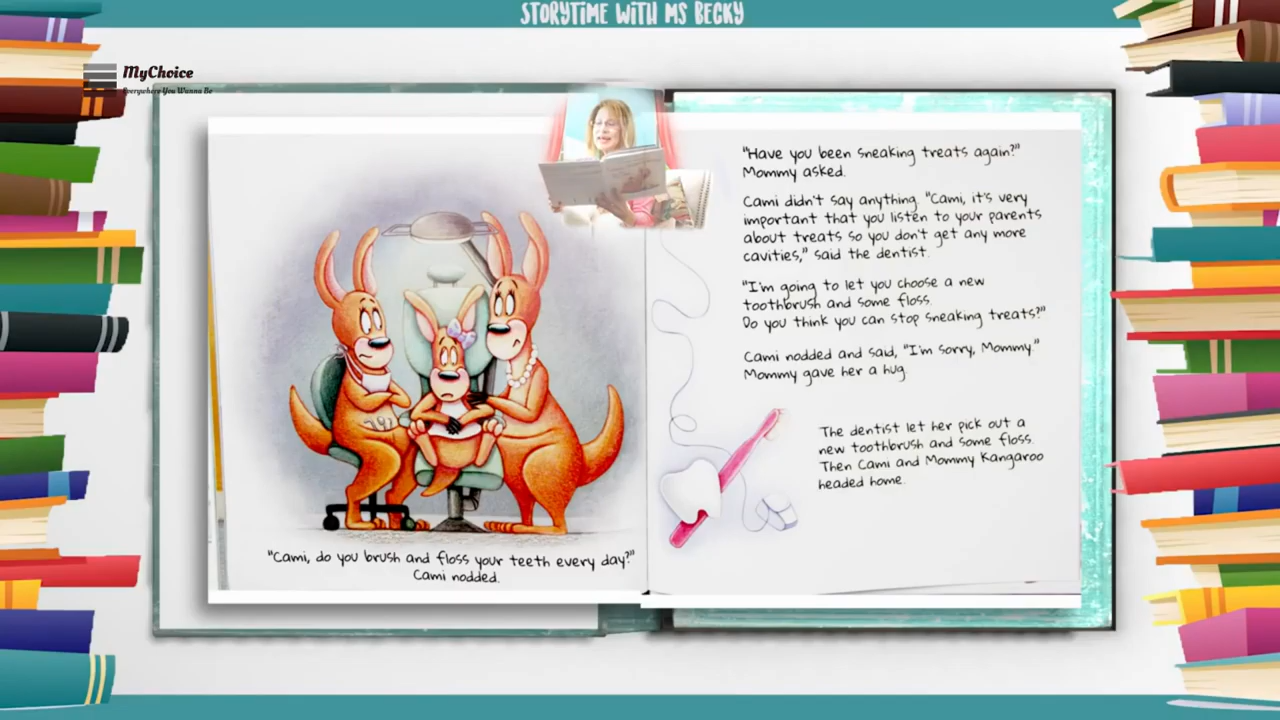 STORYTIME WITH MS BECKY
MyChoice
Everywhere You Wanna Be
"Cami, do you brush and floss your teeth every day?"
Cami nodded.
"Have you been sneaking treats again?"
Mommy asked.
Cami didn't say anything. "Cami, it's very
important that you listen to your parents
about treats so you don't get any more
cavities," said the dentist.
"I'm going to let you choose a new
toothbrush and some floss.
Do you think you can stop sneaking treats?"
Cami nodded and said, "I'm sorry, Mommy."
Mommy gave her a hug.
The dentist let her pick out a
new toothbrush and some floss.
Then Cami and Mommy Kangaroo
headed home.